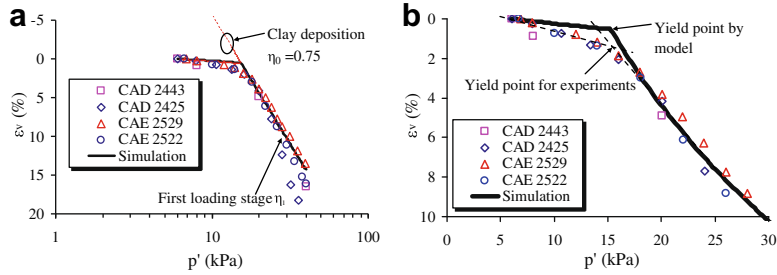 a
-5
0
5
10
15
20
εv (%)
Clay deposition
η0 =0.75
CAD 2443
CAD 2425
CAE 2529
CAE 2522
Simulation
First loading stage η
1
10
100
p' (kPa)
b
0
2
4
6
8
10
εv (%)
Yield point by
model
Yield point for experiments
CAD 2443
CAD 2425
CAE 2529
CAE 2522
Simulation
0
5
10
15
20
25
30
p' (kPa)